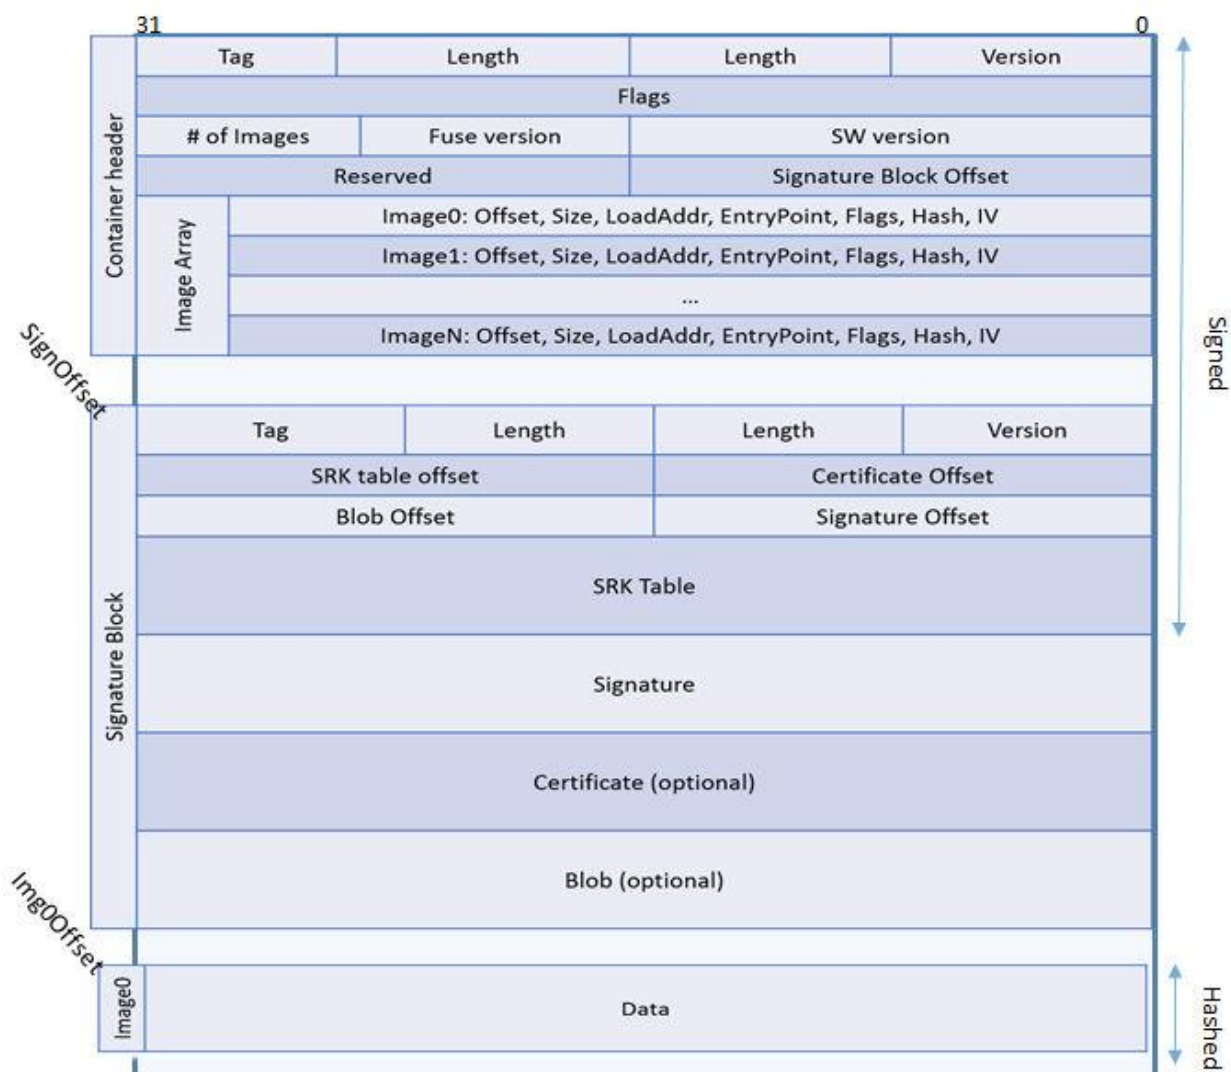 31 0
Tag Length Length Version
Flags
# of Images Fuse version SW version
Reserved Signature Block Offset
Container header
Image Array
Image0: Offset, Size, LoadAddr, EntryPoint, Flags, Hash, IV
Image1: Offset, Size, LoadAddr, EntryPoint, Flags, Hash, IV
...
ImageN: Offset, Size, LoadAddr, EntryPoint, Flags, Hash, IV
Signed
SignOffset
Tag Length Length Version
SRK table offset Certificate Offset
Blob Offset Signature Offset
SRK Table
Signature Block
Signature
Certificate (optional)
Blob (optional)
Img0Offset
Image0
Data
Hashed